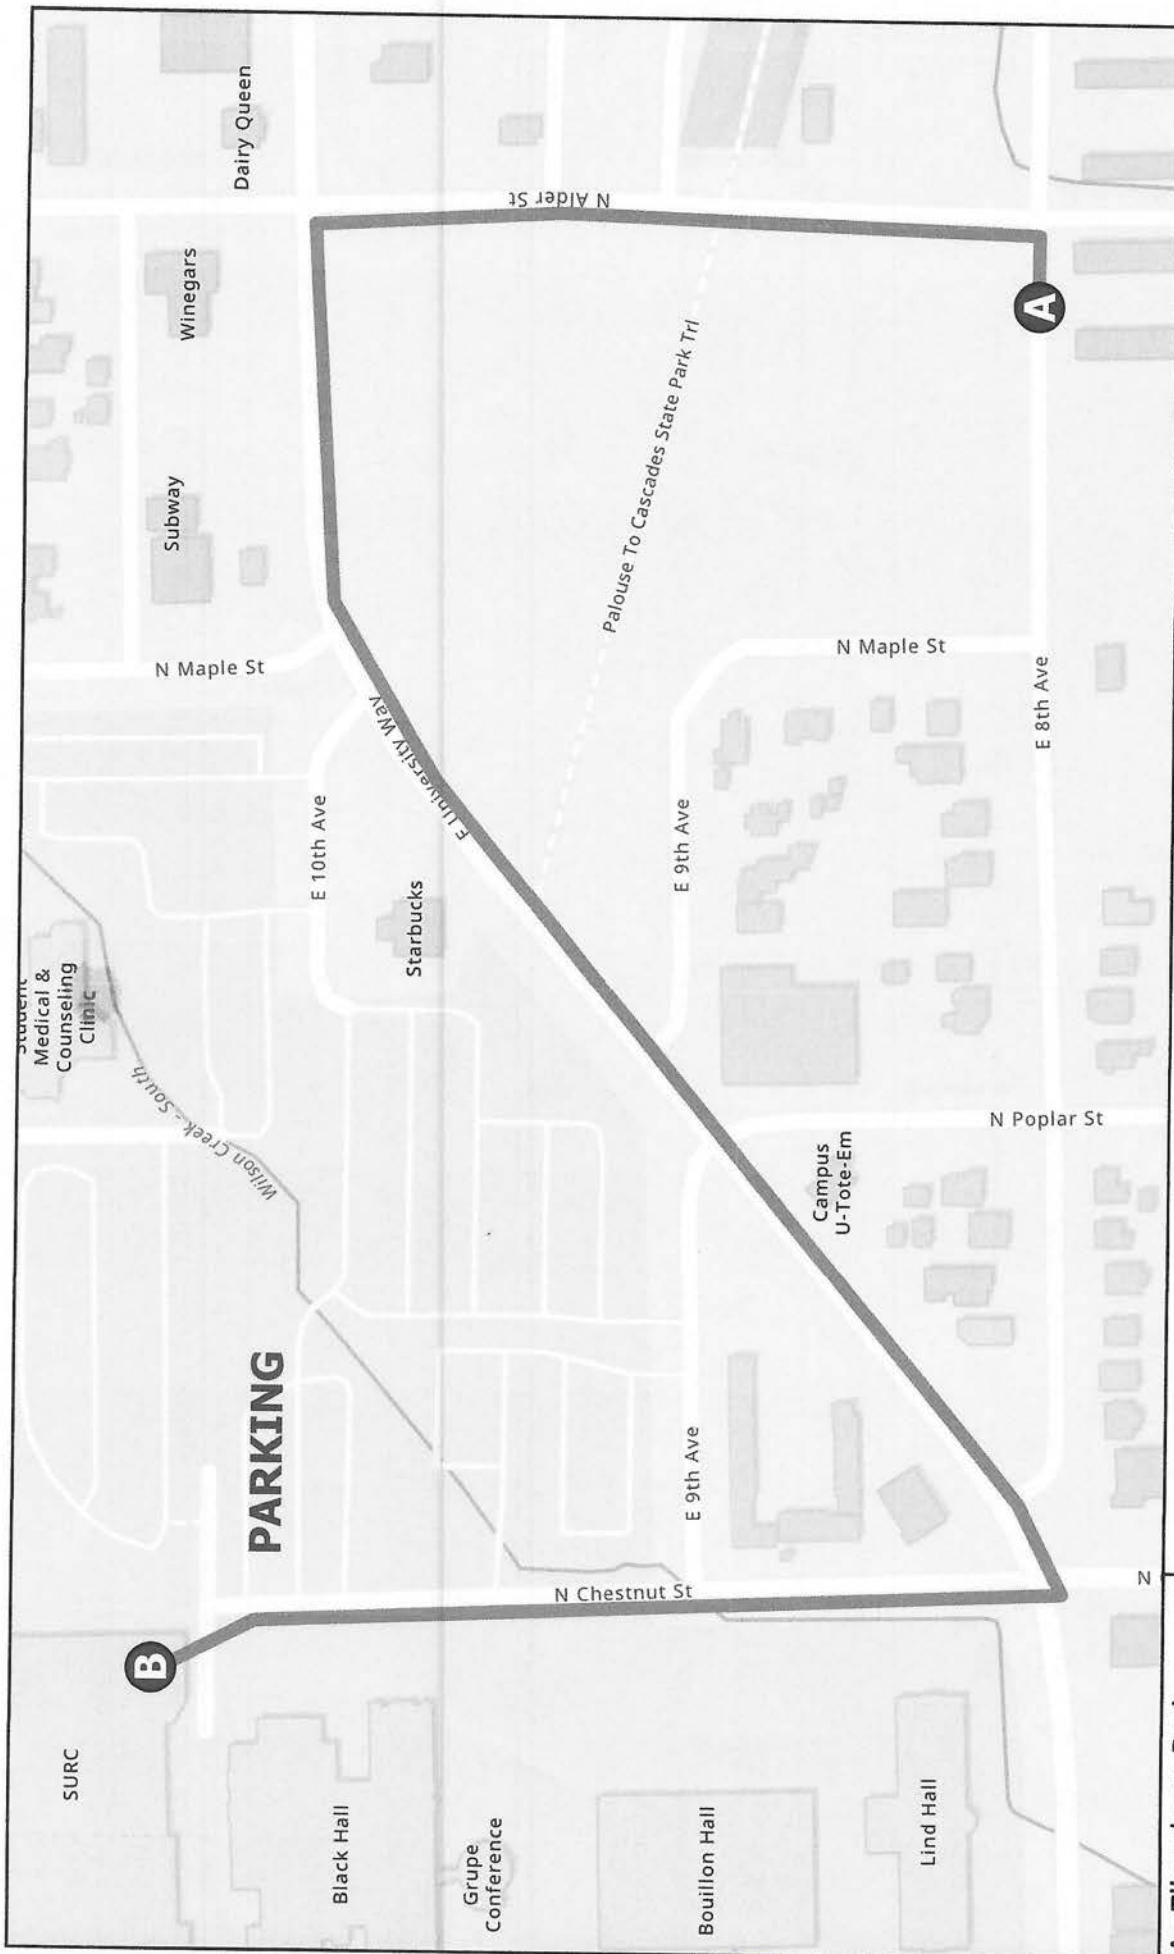 SURC
B
PARKING
Student
Medical &
Counseling
Clinic
Wilson Creek - South
N Maple St
Subway
Winegars
Dairy Queen
Black Hall
Grupe
Conference
Bouillon Hall
Lind Hall
N Chestnut St
E 10th Ave
Starbucks
E University Way
N Alder St
Palouse To Cascades State Park Trl
E 9th Ave
E 9th Ave
Campus
U-Tote-Em
N Poplar St
N Maple St
E 8th Ave
A
N